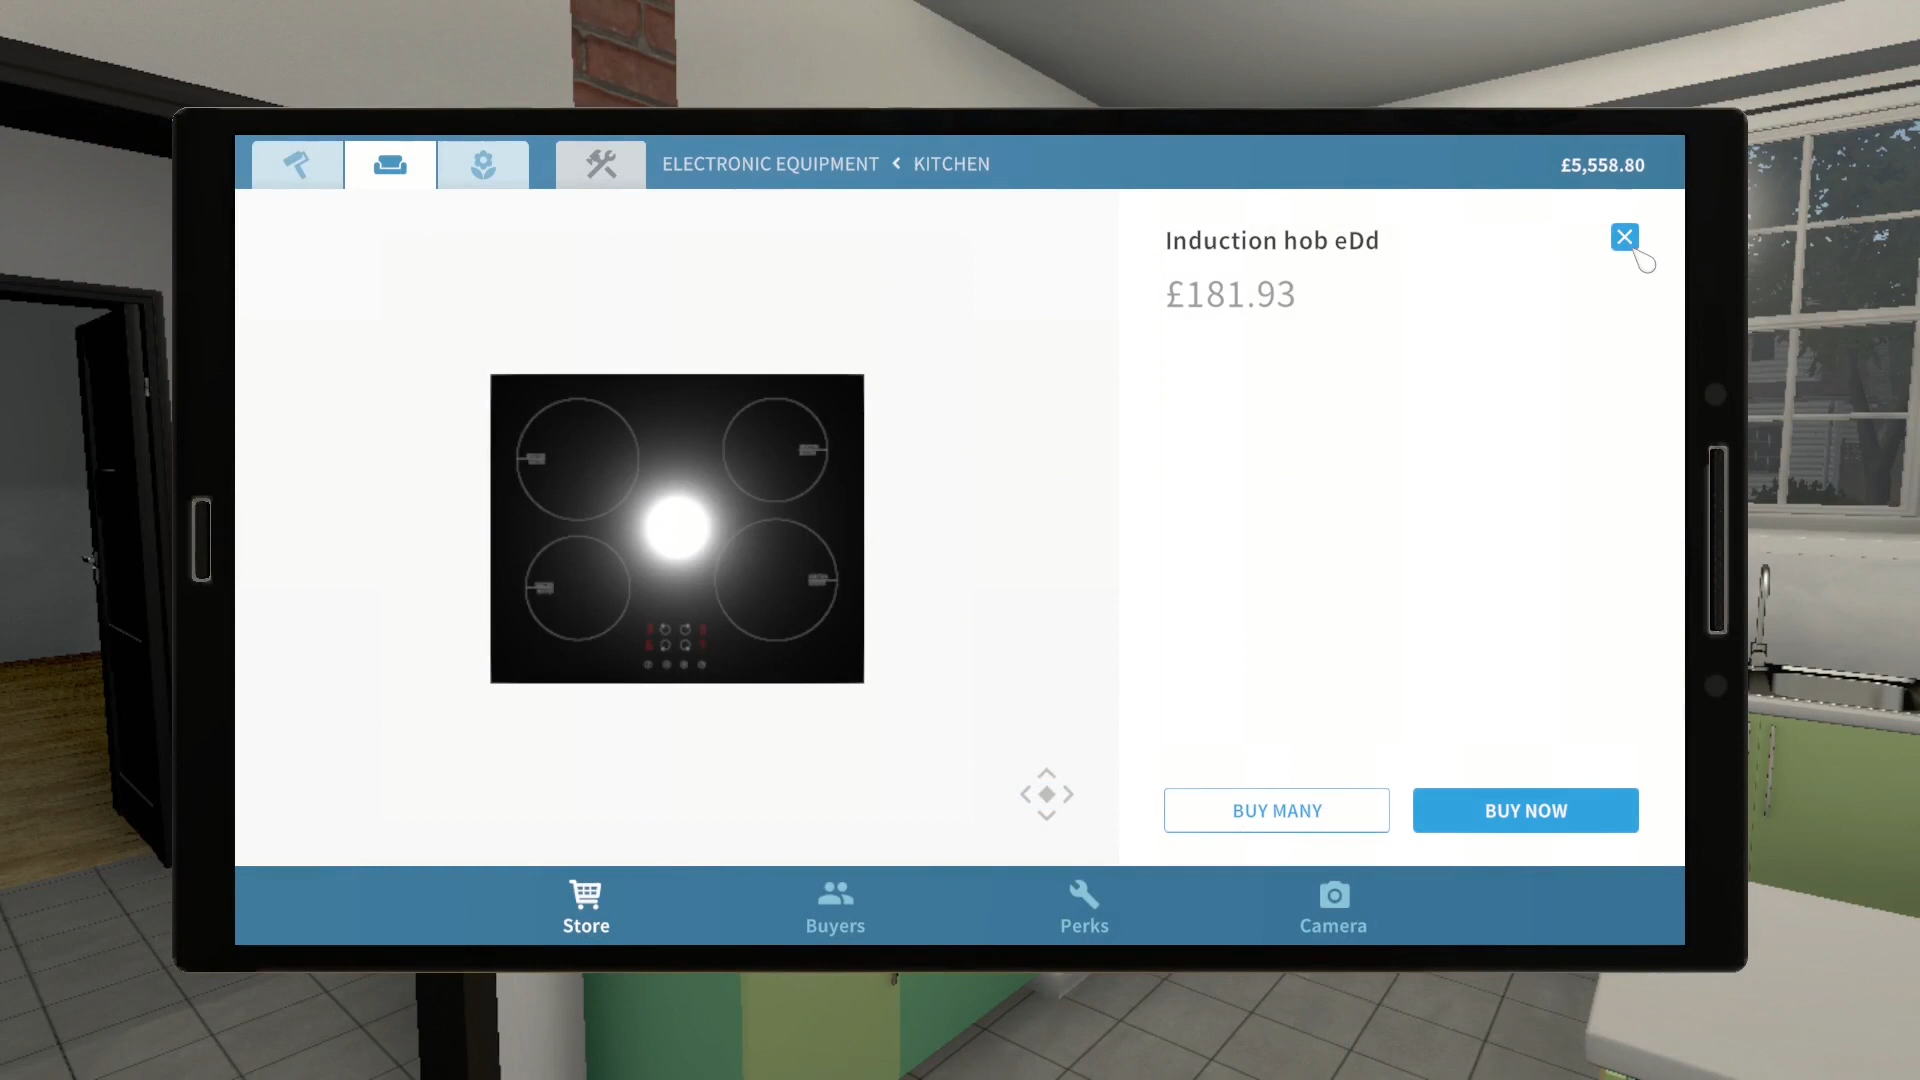 ELECTRONIC EQUIPMENT < KITCHEN
£5,558.80
Induction hob eDd
£181.93
BUY MANY
BUY NOW
Store
Buyers
Perks
Camera